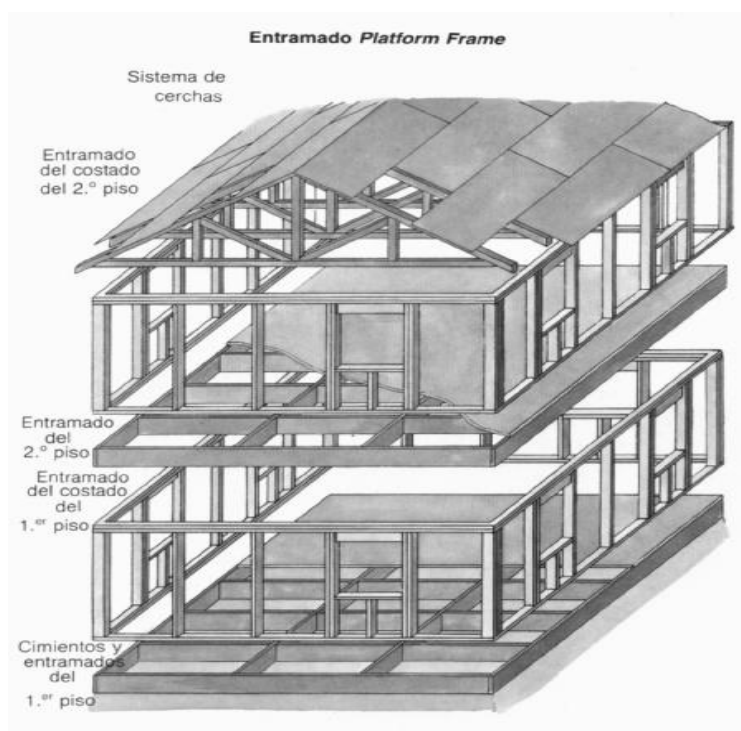 Entramado Platform Frame
Sistema de
cerchas
Entramado
del costado
del 2.º piso
Entramado
del
2.º piso
Entramado
del costado
del
1.er piso
Cimientos y
entramados
del
1.er piso